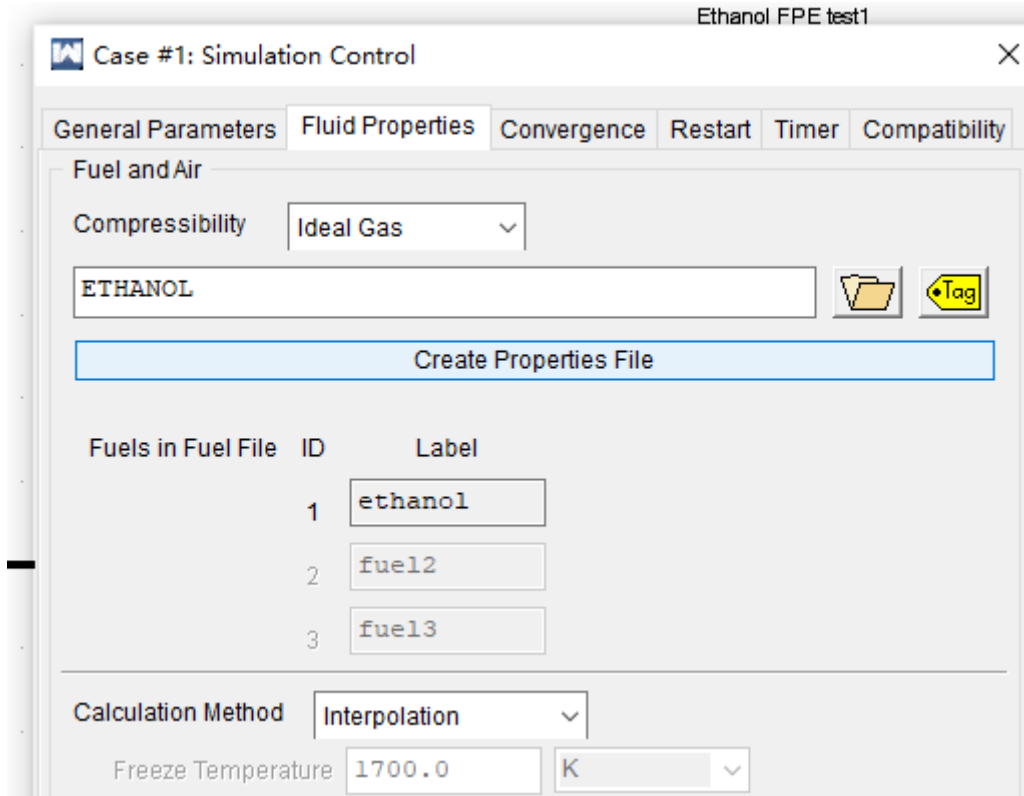 Ethanol FPE test1
Case #1: Simulation Control
General Parameters Fluid Properties Convergence Restart Timer Compatibility
Fuel and Air
Compressibility Ideal Gas
ETHANOL Tag
Create Properties File
Fuels in Fuel File ID Label
1 ethanol
2 fuel2
3 fuel3
Calculation Method Interpolation
Freeze Temperature 1700.0 K